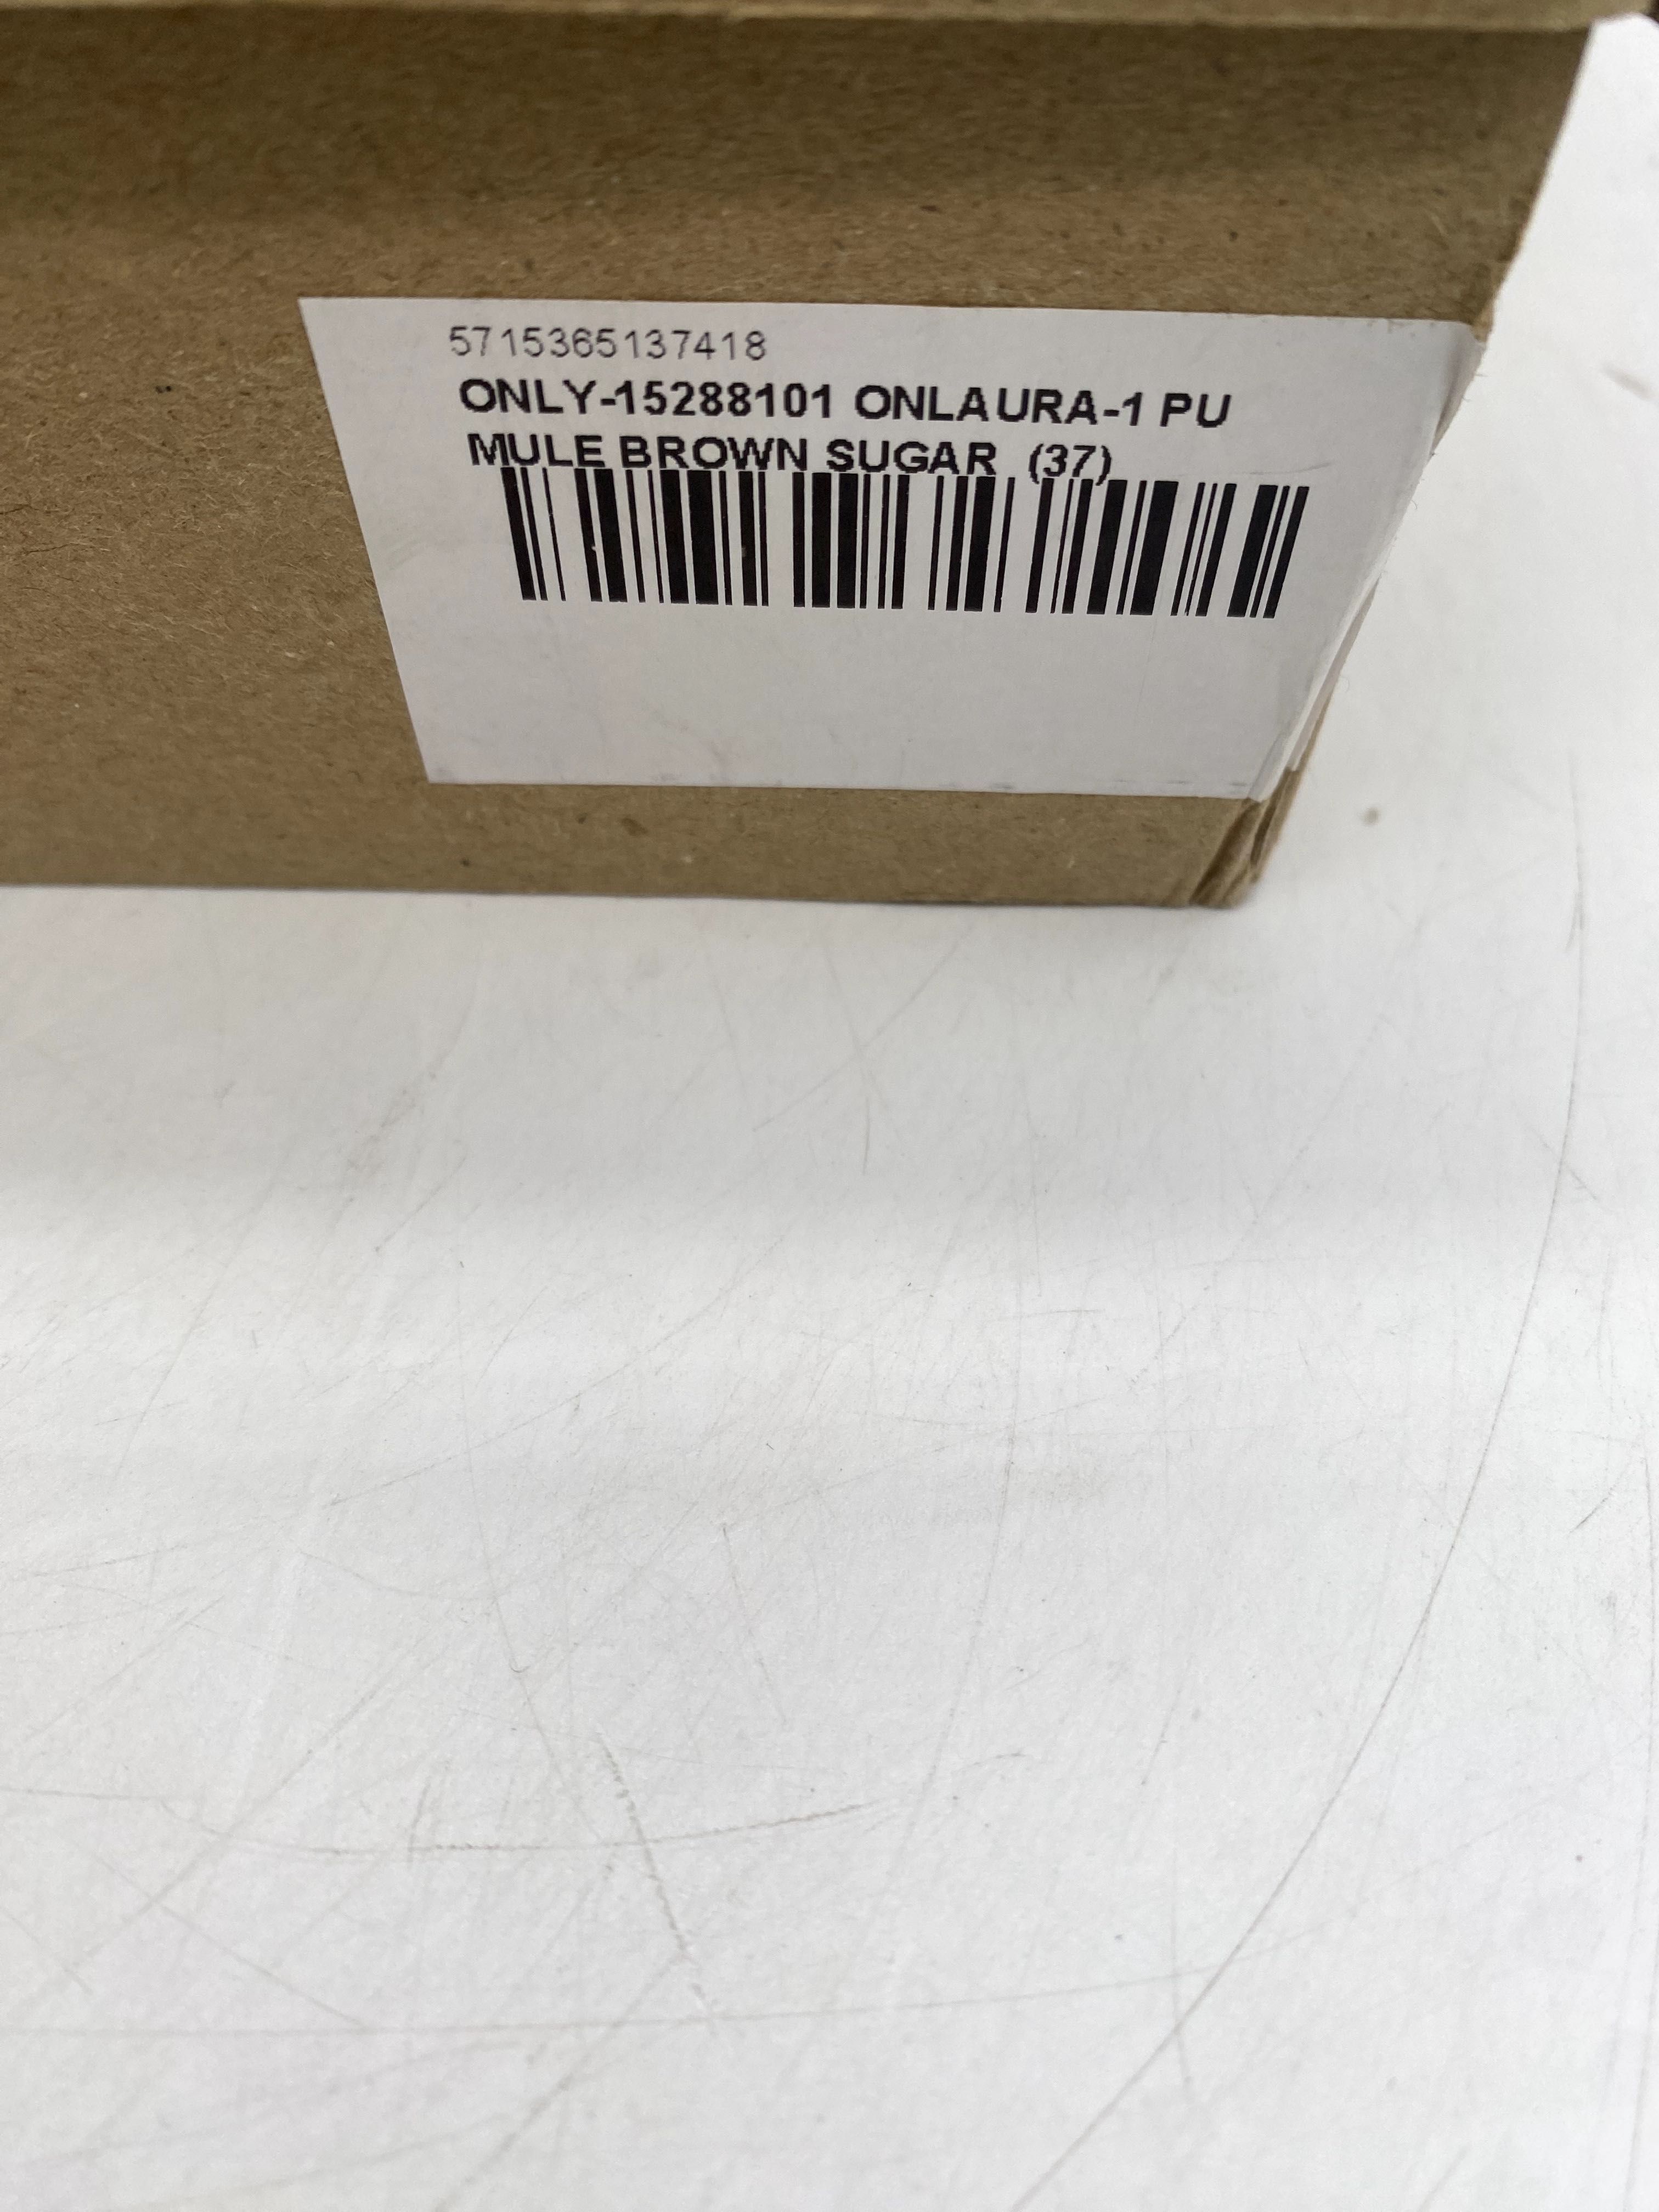 5715365137418
ONLY-15288101 ONLAURA-1 PU
MULE BROWN SUGAR (37)